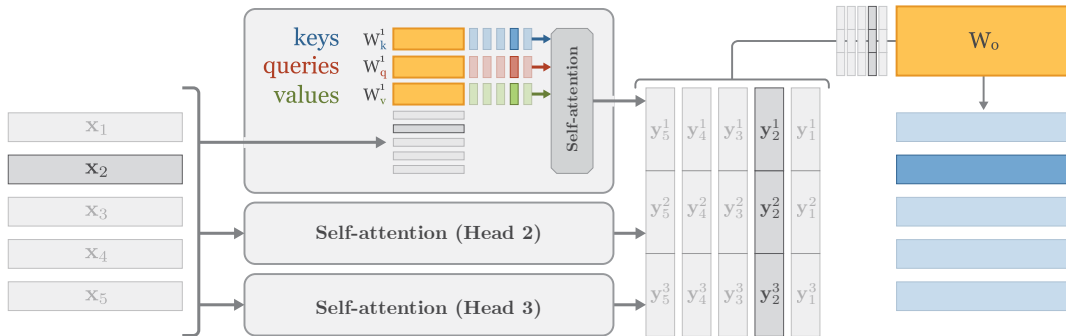 keys W¹ₖ
queries W¹q
values W¹ᵥ
Self-attention
Wₒ
x₁
x₂
x₃
x₄
x₅
Self-attention (Head 2)
Self-attention (Head 3)
y¹₅ y¹₄ y¹₃ y¹₂ y¹₁
y²₅ y²₄ y²₃ y²₂ y²₁
y³₅ y³₄ y³₃ y³₂ y³₁